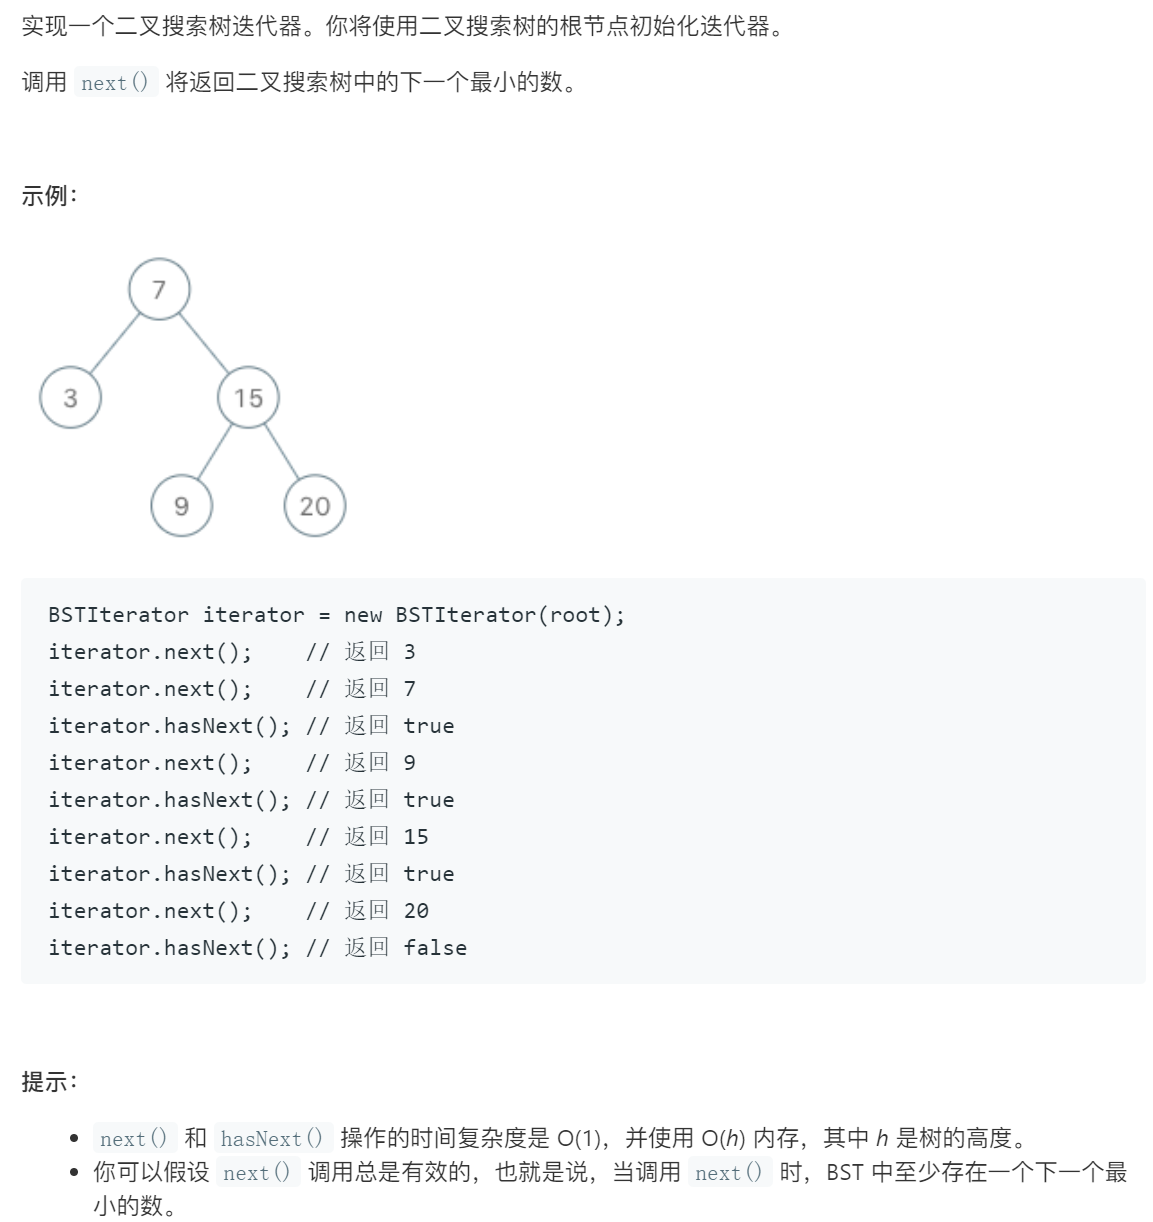 实现一个二叉搜索树迭代器。你将使用二叉搜索树的根节点初始化迭代器。
调用 next() 将返回二叉搜索树中的下一个最小的数。
示例：
7
3
15
9
20
BSTIterator iterator = new BSTIterator(root);
iterator.next();    // 返回 3
iterator.next();    // 返回 7
iterator.hasNext(); // 返回 true
iterator.next();    // 返回 9
iterator.hasNext(); // 返回 true
iterator.next();    // 返回 15
iterator.hasNext(); // 返回 true
iterator.next();    // 返回 20
iterator.hasNext(); // 返回 false
提示：
• next() 和 hasNext() 操作的时间复杂度是 O(1)，并使用 O(h) 内存，其中 h 是树的高度。
• 你可以假设 next() 调用总是有效的，也就是说，当调用 next() 时，BST 中至少存在一个下一个最
小的数。